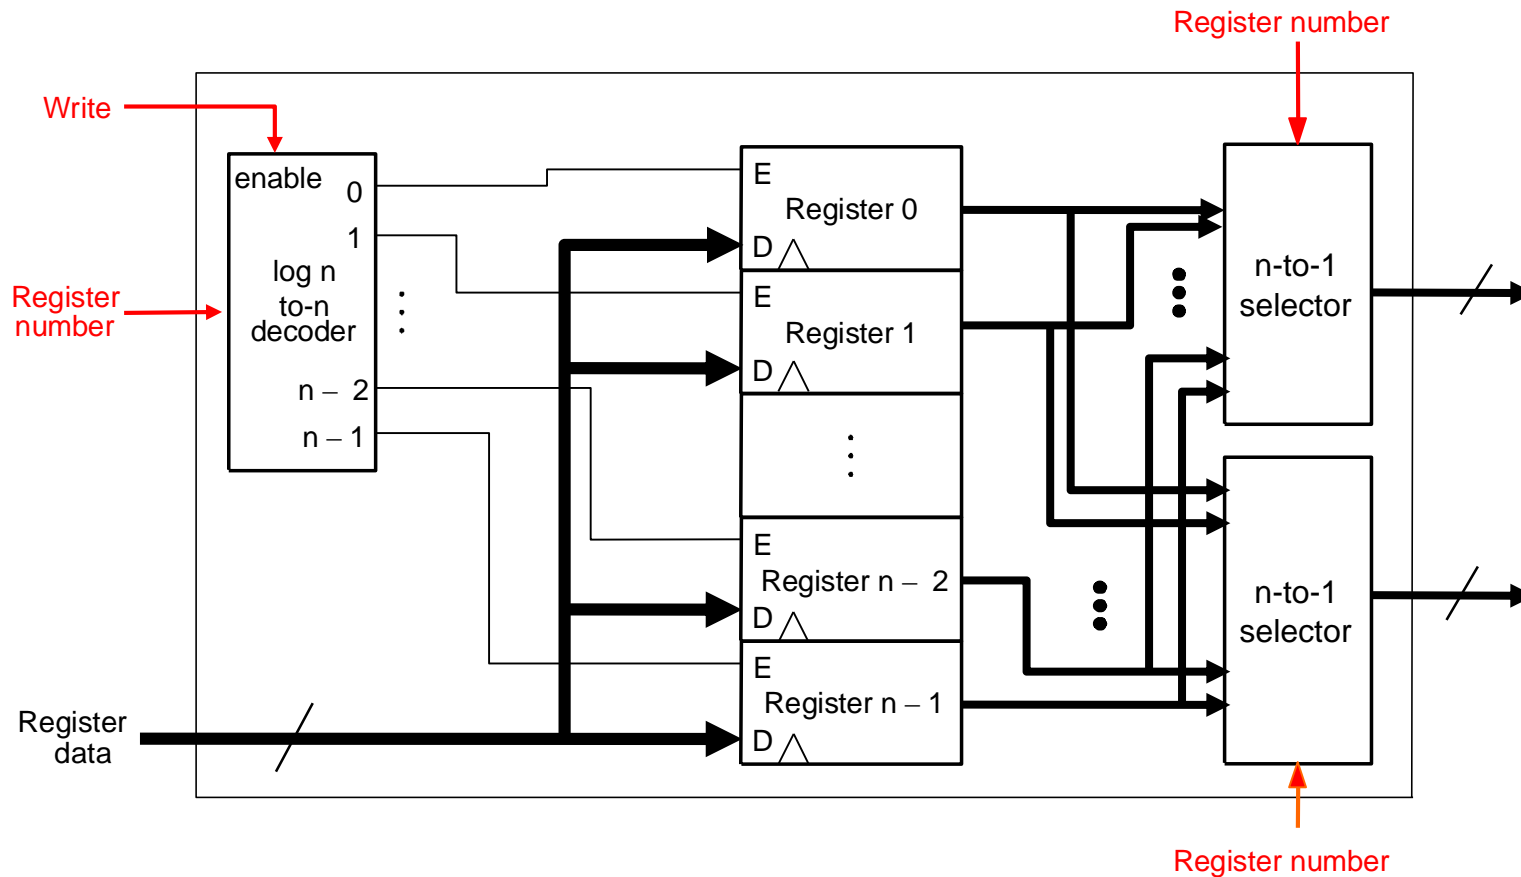 Register number
Write
enable
0
1
log n
to-n
decoder
n – 2
n – 1
Register
number
Register
data
E
Register 0
D
E
Register 1
D
E
Register n – 2
D
E
Register n – 1
D
n-to-1
selector
n-to-1
selector
Register number